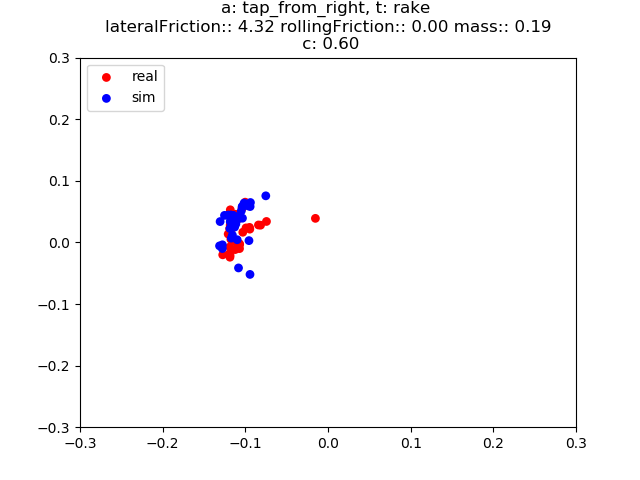 a: tap_from_right, t: rake
lateralFriction:: 4.32 rollingFriction:: 0.00 mass:: 0.19
c: 0.60
real
sim
0.3
0.2
0.1
0.0
−0.1
−0.2
−0.3
−0.3 −0.2 −0.1 0.0 0.1 0.2 0.3